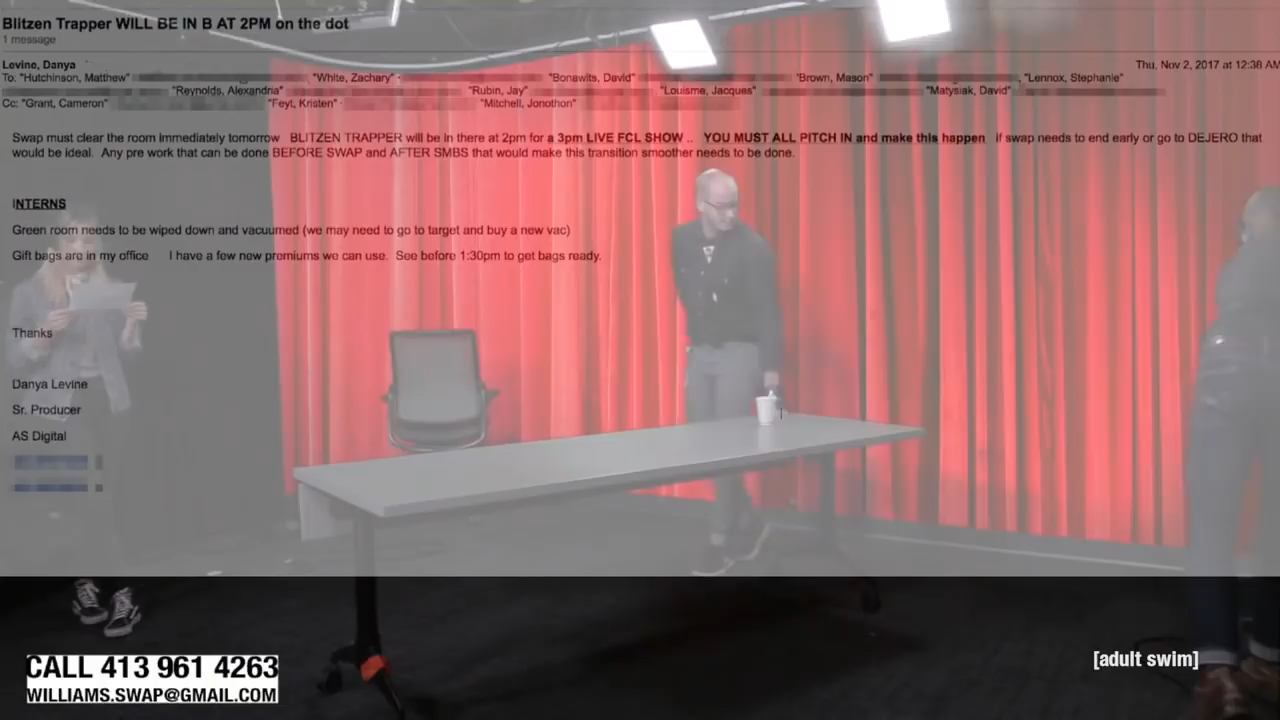 Blitzen Trapper WILL BE IN B AT 2PM on the dot
1 message
Levine, Danya
Thu, Nov 2, 2017 at 12:38 AM
To: "Hutchinson, Matthew" "White, Zachary" "Bonawits, David" "Brown, Mason" , "Lennox, Stephanie"
"Reynolds, Alexandria" "Rubin, Jay" "Louisme, Jacques" "Matysiak, David"
Cc: "Grant, Cameron" "Feyt, Kristen" "Mitchell, Jonothon"
Swap must clear the room immediately tomorrow BLITZEN TRAPPER will be in there at 2pm for a 3pm LIVE FCL SHOW .. YOU MUST ALL PITCH IN and make this happen if swap needs to end early or go to DEJERO that
would be ideal. Any pre work that can be done BEFORE SWAP and AFTER SMBS that would make this transition smoother needs to be done.
INTERNS
Green room needs to be wiped down and vacuumed (we may need to go to target and buy a new vac)
Gift bags are in my office I have a few new premiums we can use. See before 1:30pm to get bags ready.
Thanks
Danya Levine
Sr. Producer
AS Digital
CALL 413 961 4263
WILLIAMS.SWAP@GMAIL.COM
[adult swim]